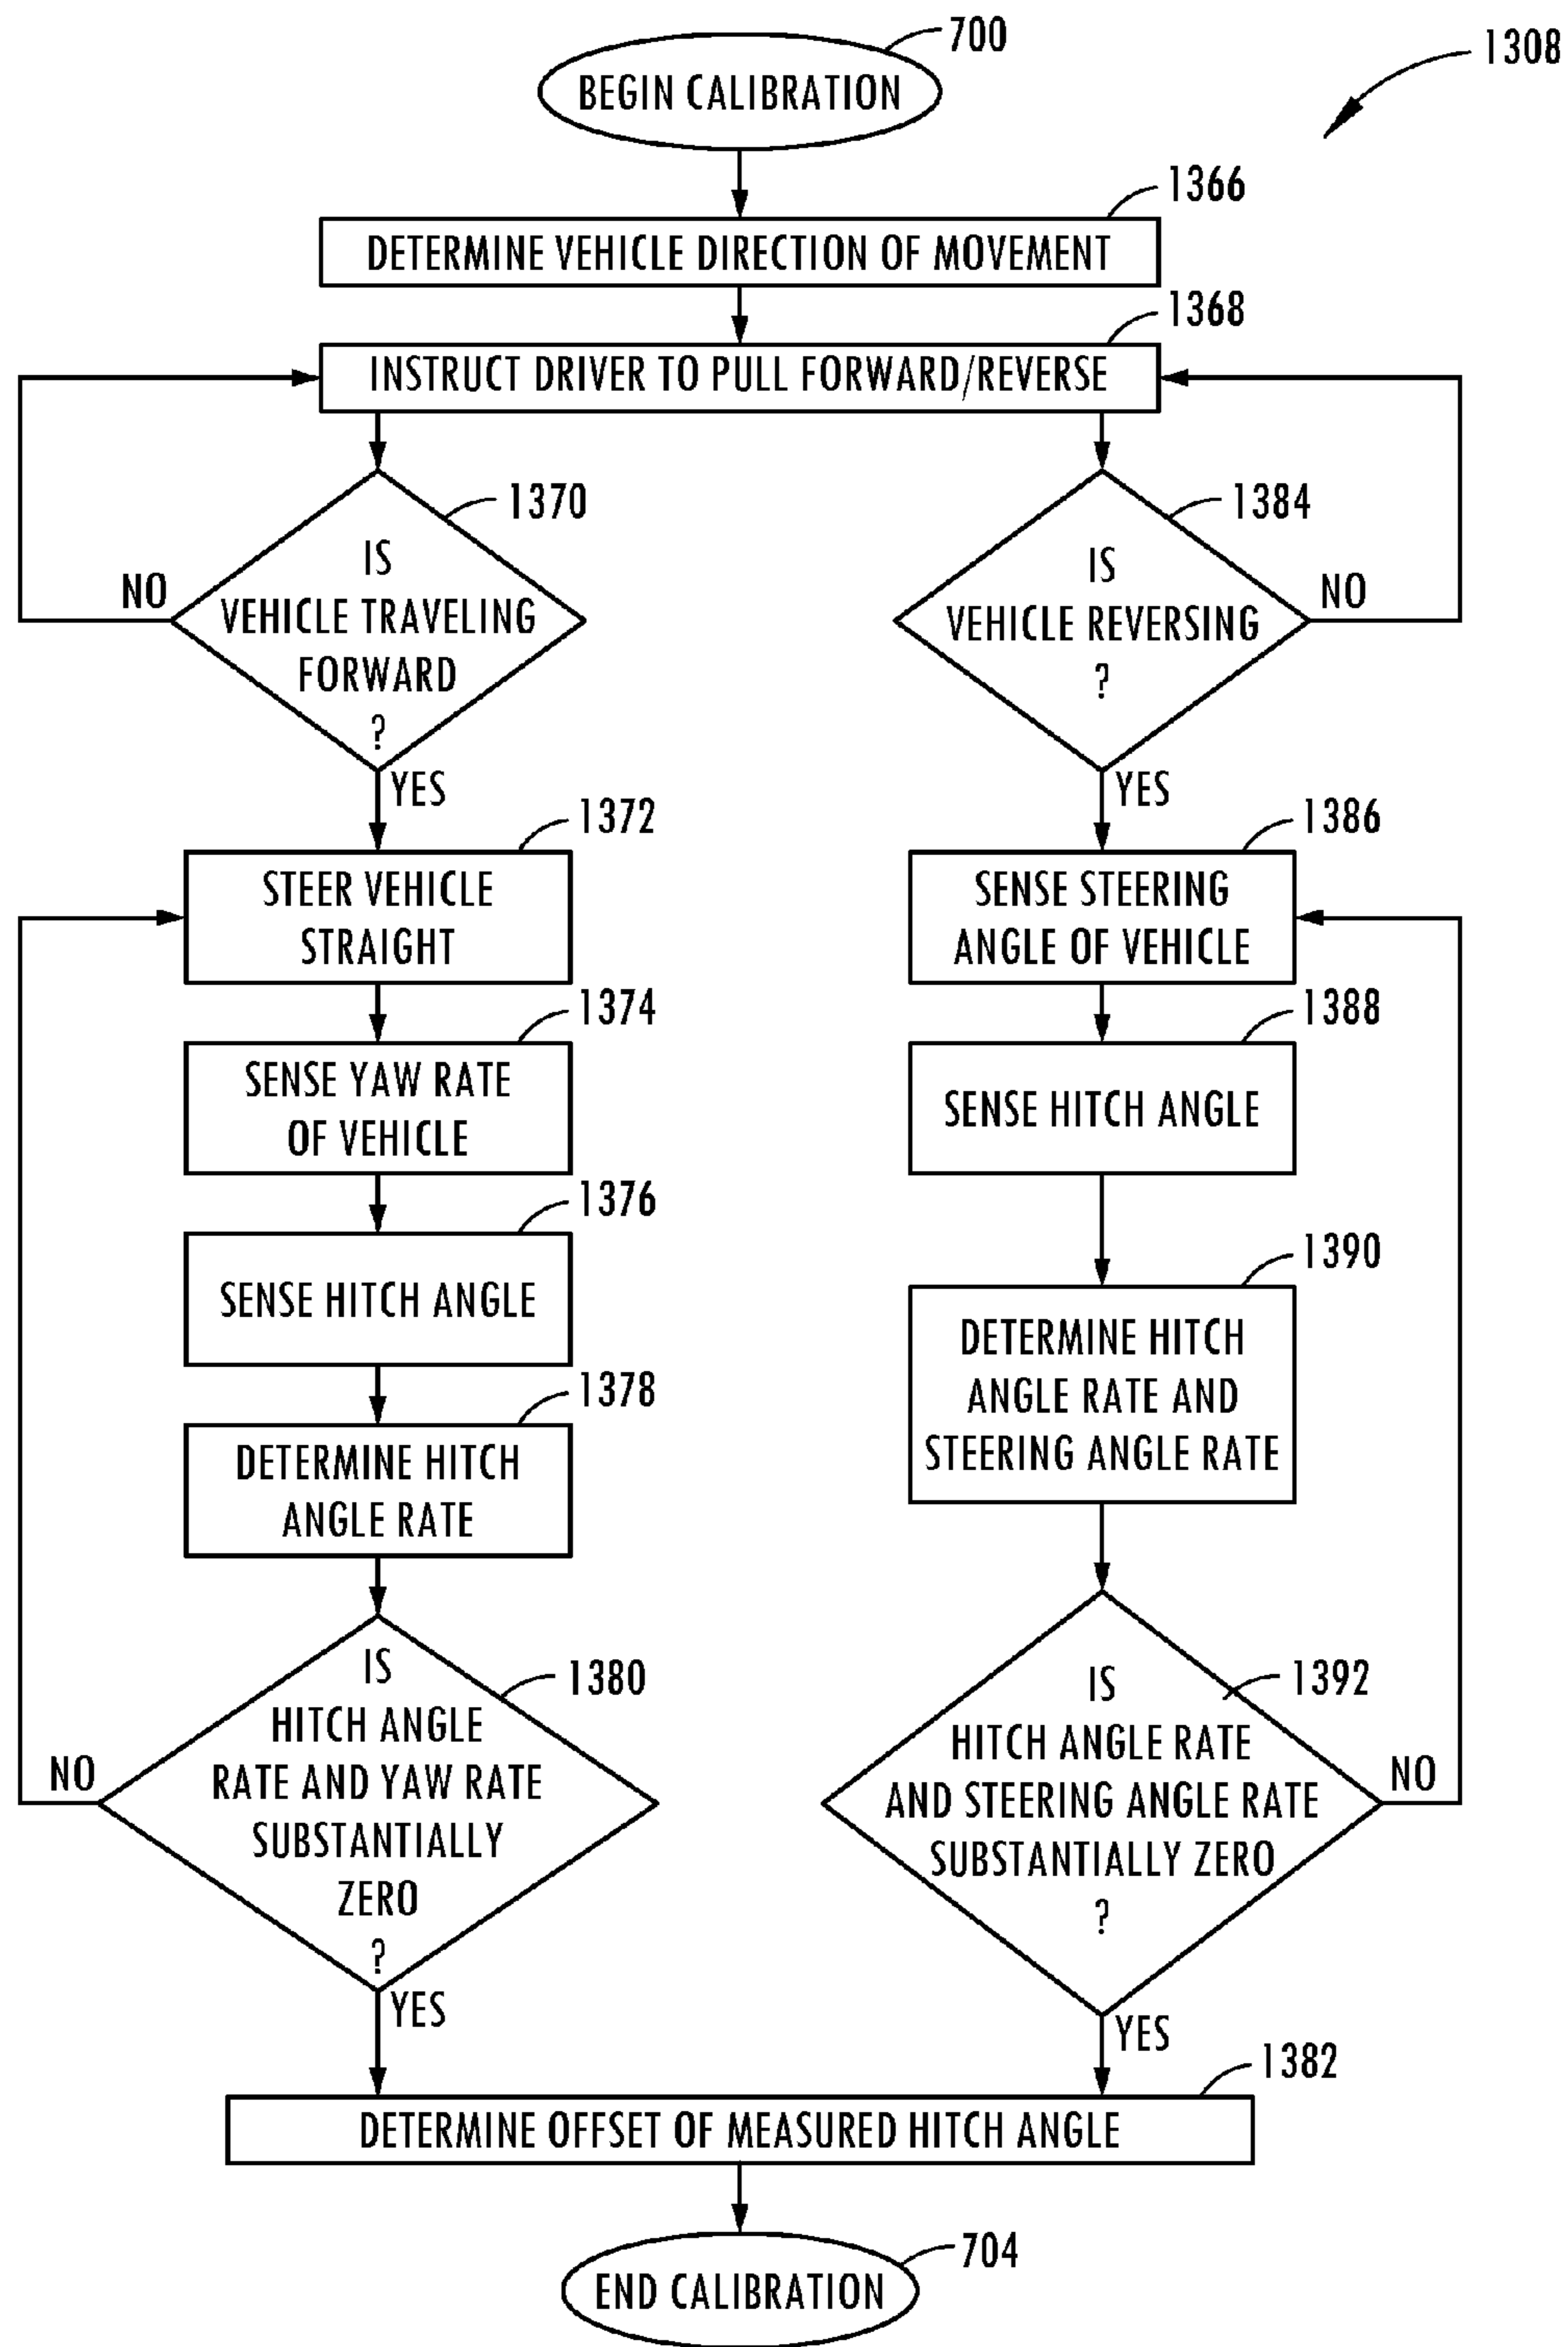 700
BEGIN CALIBRATION
1308
1366
DETERMINE VEHICLE DIRECTION OF MOVEMENT
1368
INSTRUCT DRIVER TO PULL FORWARD/REVERSE
1370
IS
VEHICLE TRAVELING
FORWARD
?
NO
YES
1372
STEER VEHICLE
STRAIGHT
1374
SENSE YAW RATE
OF VEHICLE
1376
SENSE HITCH ANGLE
1378
DETERMINE HITCH
ANGLE RATE
1380
IS
HITCH ANGLE
RATE AND YAW RATE
SUBSTANTIALLY
ZERO
?
NO
YES
1384
IS
VEHICLE REVERSING
?
NO
YES
1386
SENSE STEERING
ANGLE OF VEHICLE
1388
SENSE HITCH ANGLE
1390
DETERMINE HITCH
ANGLE RATE AND
STEERING ANGLE RATE
1392
IS
HITCH ANGLE RATE
AND STEERING ANGLE RATE
SUBSTANTIALLY ZERO
?
NO
YES
1382
DETERMINE OFFSET OF MEASURED HITCH ANGLE
704
END CALIBRATION